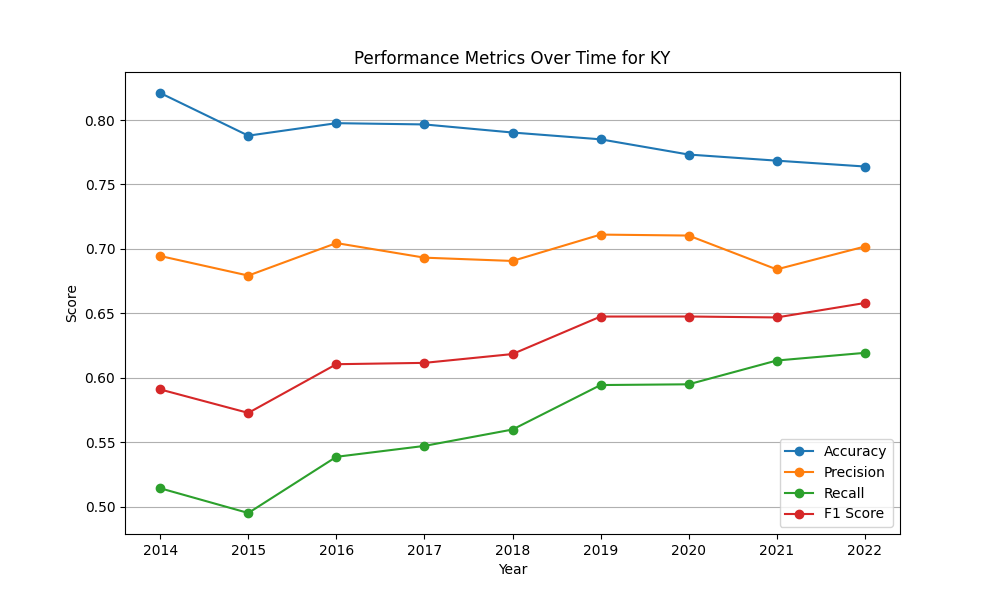 Performance Metrics Over Time for KY
Score
0.80
0.75
0.70
0.65
0.60
0.55
0.50
Accuracy
Precision
Recall
F1 Score
2014 2015 2016 2017 2018 2019 2020 2021 2022
Year